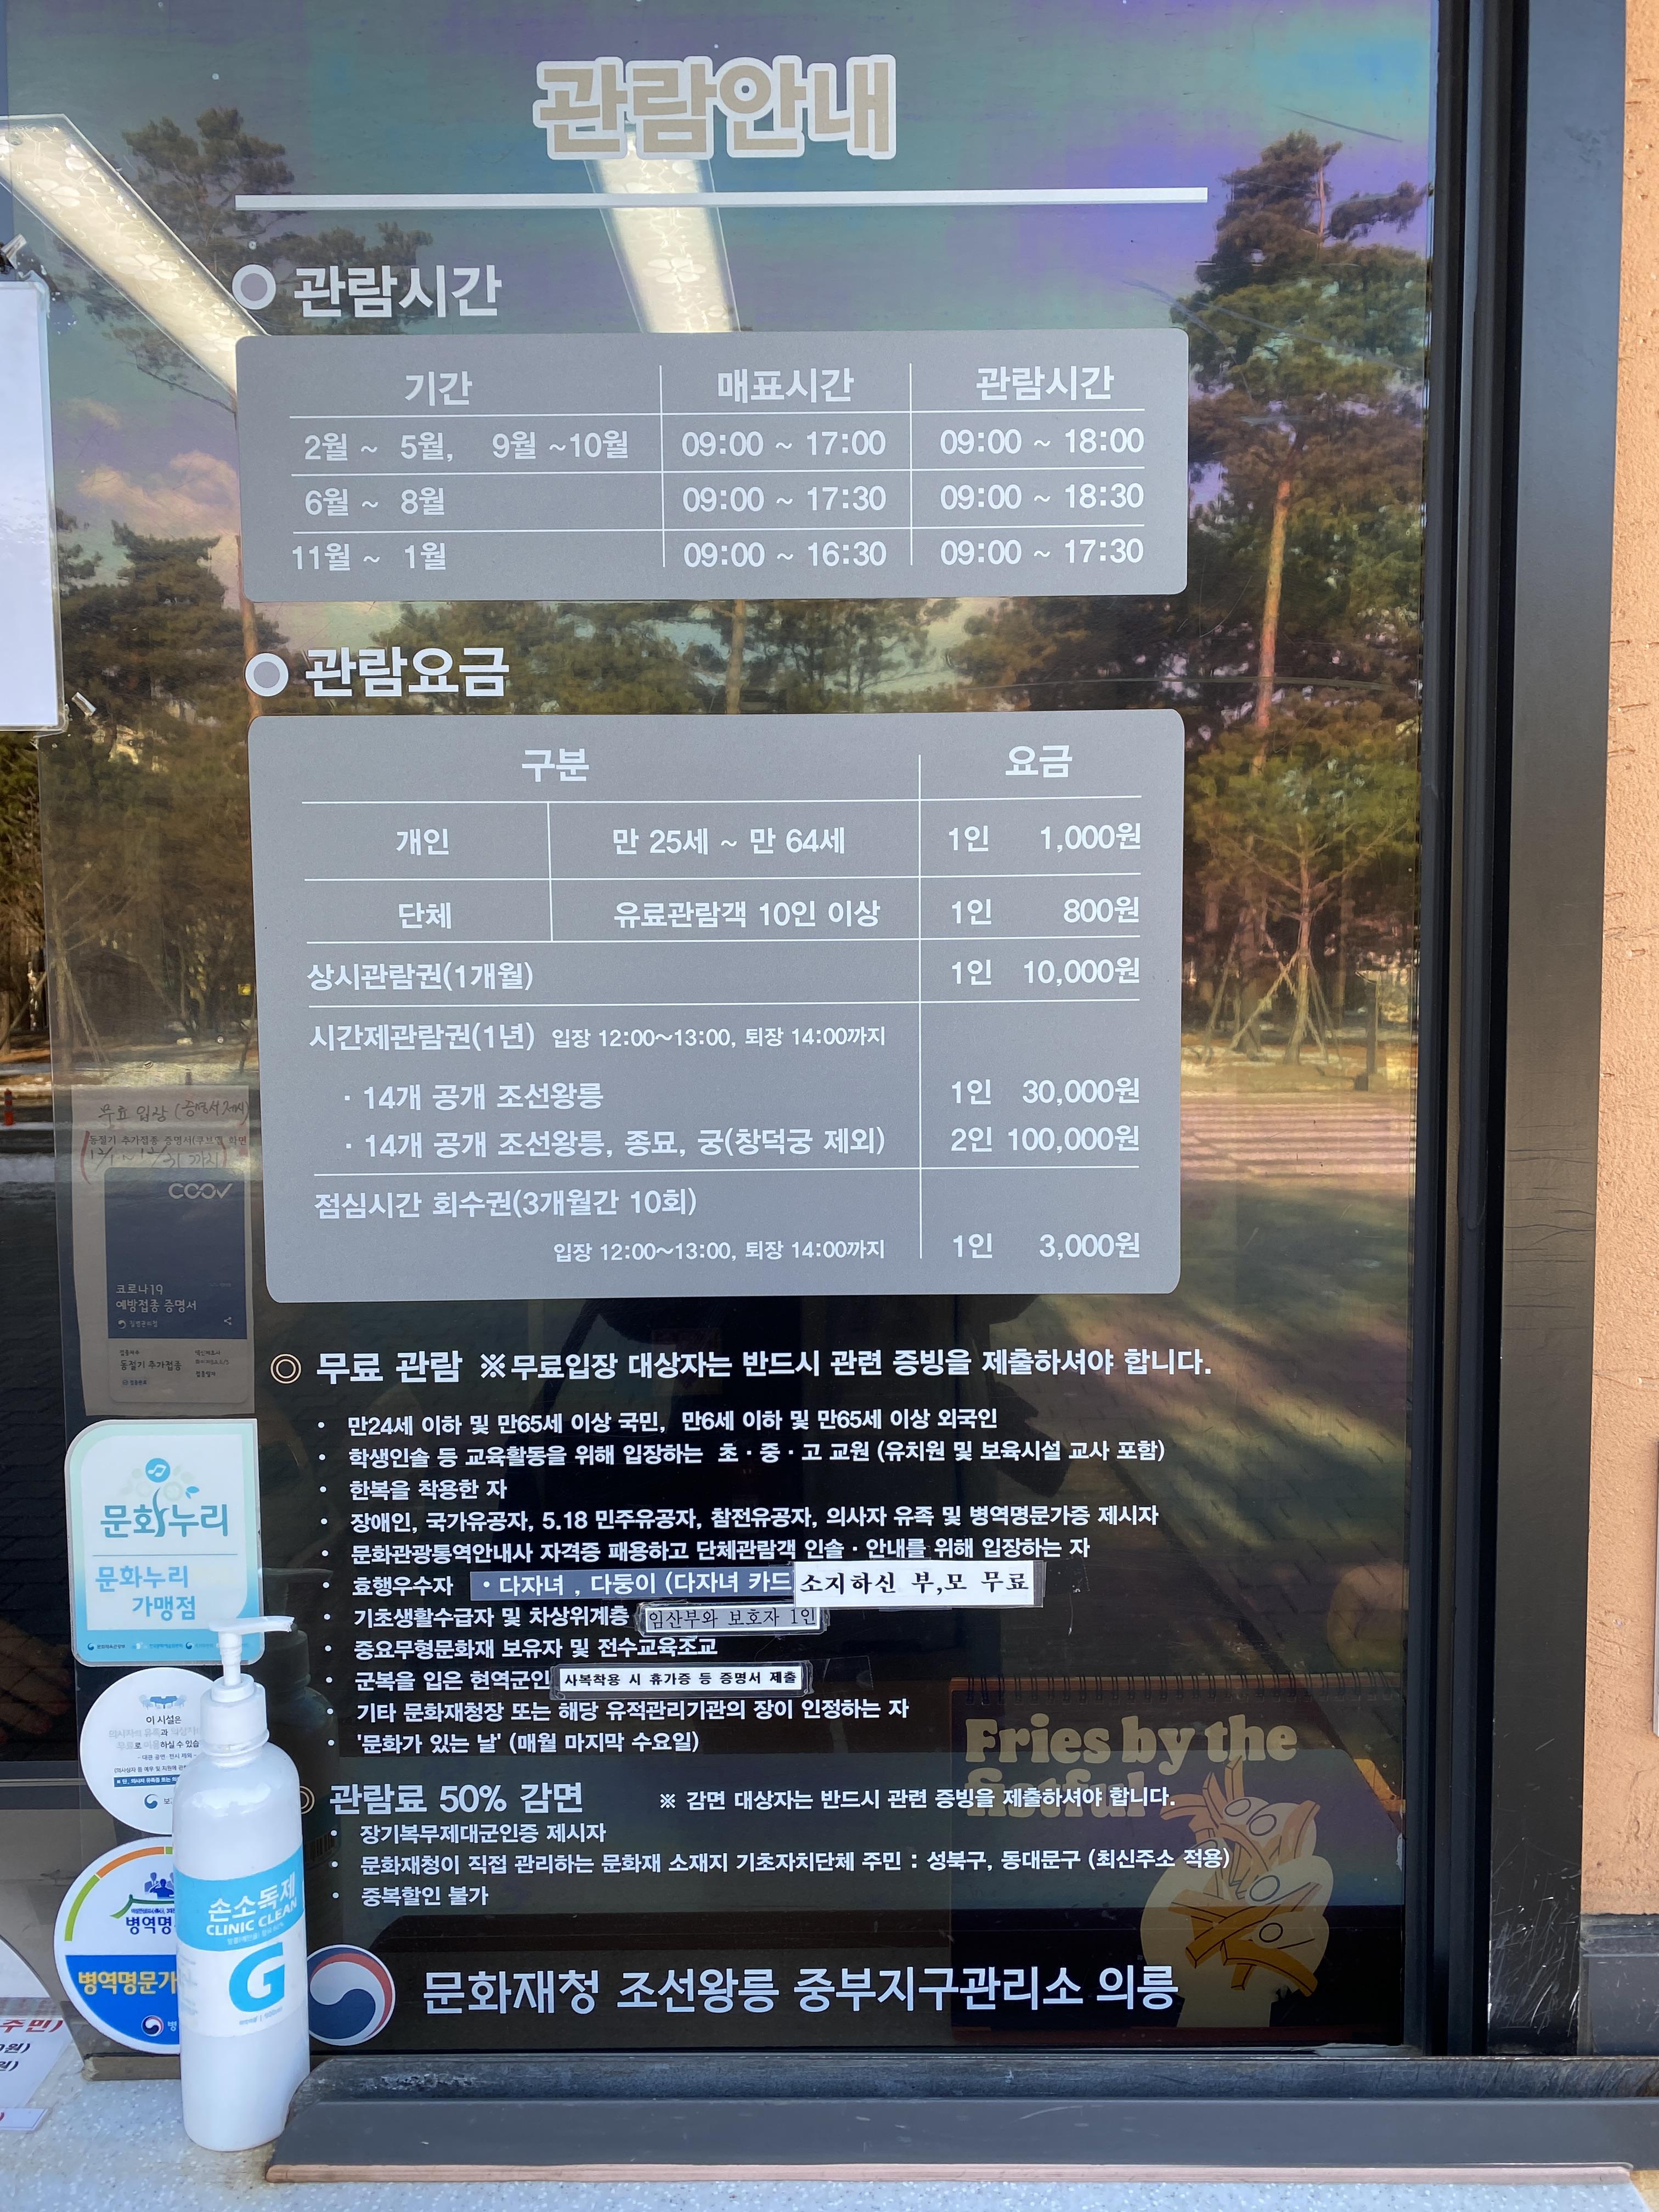 관람안내
관람시간
기간 매표시간 관람시간
2월 ~ 5월, 9월 ~10월 09:00 ~ 17:00 09:00 ~ 18:00
6월 ~ 8월 09:00 ~ 17:30 09:00 ~ 18:30
11월 ~ 1월 09:00 ~ 16:30 09:00 ~ 17:30
관람요금
구분 요금
개인 만 25세 ~ 만 64세 1인 1,000원
단체 유료관람객 10인 이상 1인 800원
상시관람권(1개월) 1인 10,000원
시간제관람권(1년) 입장 12:00~13:00, 퇴장 14:00까지
· 14개 공개 조선왕릉 1인 30,000원
· 14개 공개 조선왕릉, 종묘, 궁(창덕궁 제외) 2인 100,000원
점심시간 회수권(3개월간 10회)
입장 12:00~13:00, 퇴장 14:00까지 1인 3,000원
◎ 무료 관람 ※무료입장 대상자는 반드시 관련 증빙을 제출하셔야 합니다.
• 만24세 이하 및 만65세 이상 국민, 만6세 이하 및 만65세 이상 외국인
• 학생인솔 등 교육활동을 위해 입장하는 초 · 중 · 고 교원 (유치원 및 보육시설 교사 포함)
• 한복을 착용한 자
• 장애인, 국가유공자, 5.18 민주유공자, 참전유공자, 의사자 유족 및 병역명문가증 제시자
• 문화관광통역안내사 자격증 패용하고 단체관람객 인솔 · 안내를 위해 입장하는 자
• 효행우수자 • 다자녀 , 다둥이 (다자녀 카드 소지하신 부,모 무료
• 기초생활수급자 및 차상위계층 임산부와 보호자 1인
• 중요무형문화재 보유자 및 전수교육조교
• 군복을 입은 현역군인 사복착용 시 휴가증 등 증명서 제출
• 기타 문화재청장 또는 해당 유적관리기관의 장이 인정하는 자
• '문화가 있는 날' (매월 마지막 수요일)
◎ 관람료 50% 감면 ※ 감면 대상자는 반드시 관련 증빙을 제출하셔야 합니다.
• 장기복무제대군인증 제시자
• 문화재청이 직접 관리하는 문화재 소재지 기초자치단체 주민 : 성북구, 동대문구 (최신주소 적용)
• 중복할인 불가
문화재청 조선왕릉 중부지구관리소 의릉
무료 입장 (증명서 제시)
COOV
코로나19
예방접종 증명서
동절기 추가접종
문화누리
문화누리
가맹점
이 시설은
병역명문가
손소독제
CLINIC CLEAN
G
Fries by the
fistful
주민)